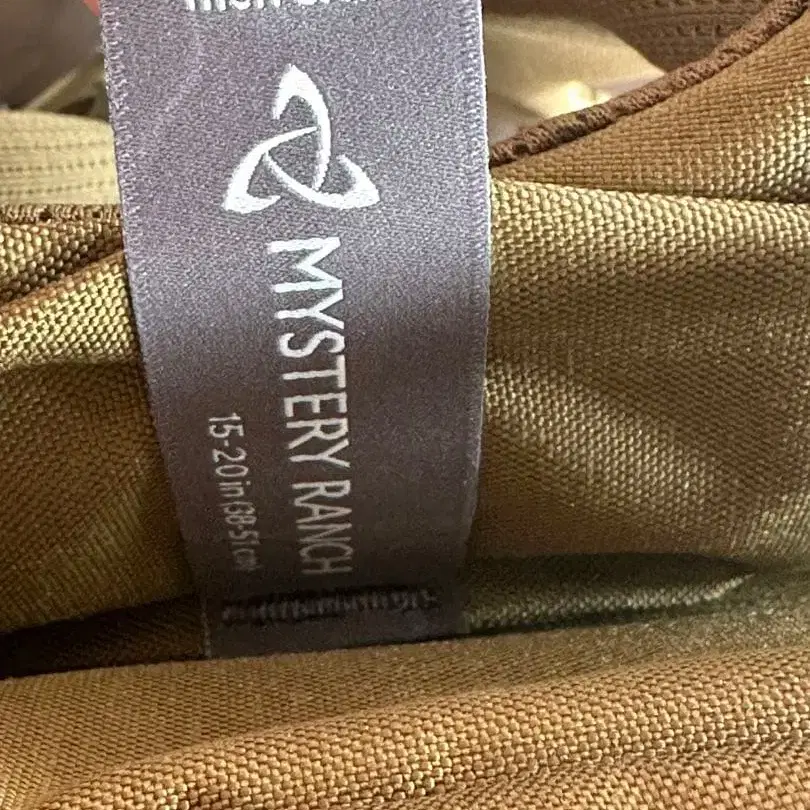 MYSTERY RANCH
15-20 in (38-51 cm)